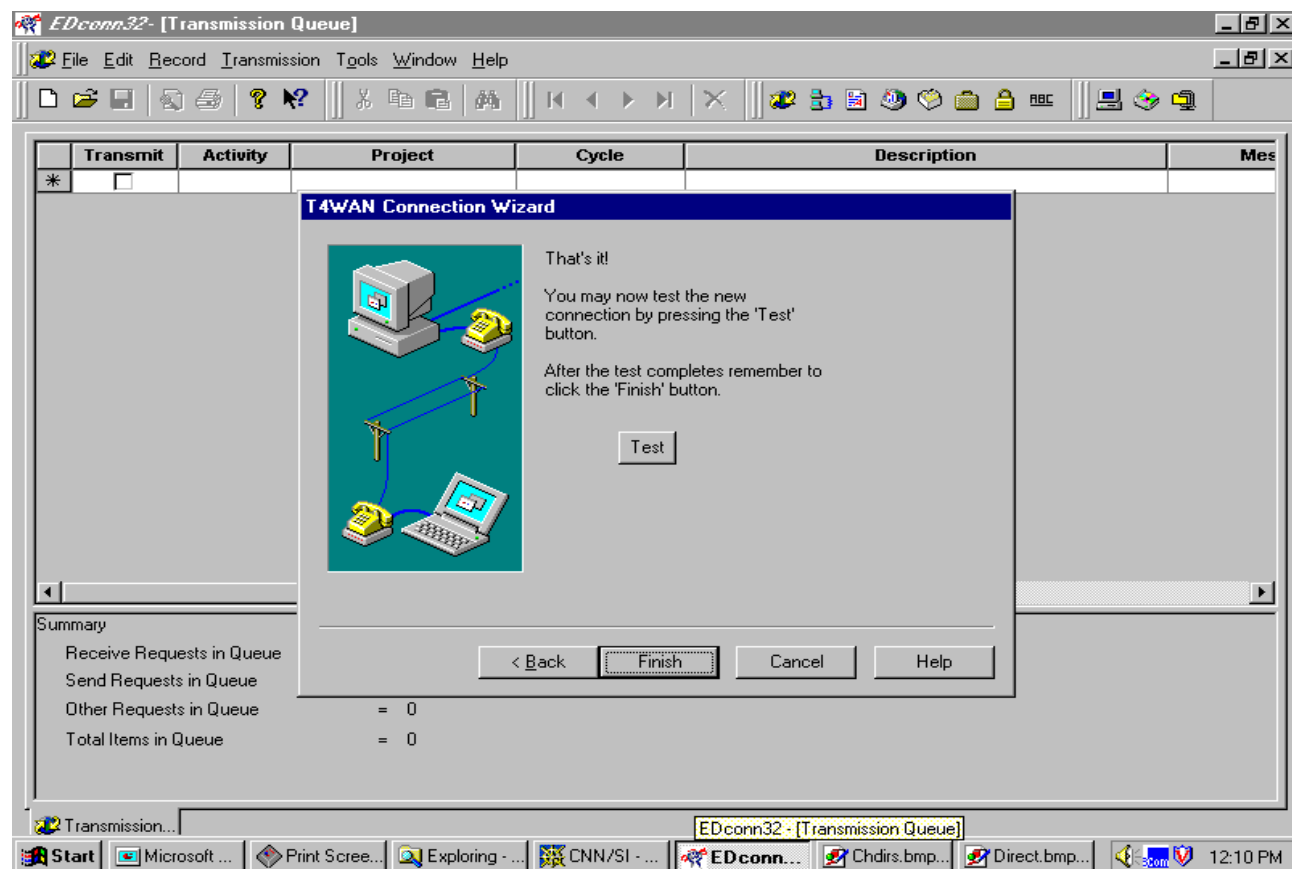 EDconn32- [Transmission Queue]
File Edit Record Transmission Tools Window Help
ABC
Transmit Activity Project Cycle Description Mes
T4WAN Connection Wizard
That's it!
You may now test the new
connection by pressing the 'Test'
button.
After the test completes remember to
click the 'Finish' button.
Test
< Back Finish Cancel Help
Summary
Receive Requests in Queue
Send Requests in Queue
Other Requests in Queue = 0
Total Items in Queue = 0
Transmission...
EDconn32 - [Transmission Queue]
Start Microsoft ... Print Scree... Exploring - ... CNN/SI - ... EDconn... Chdirs.bmp... Direct.bmp... 3Com 12:10 PM